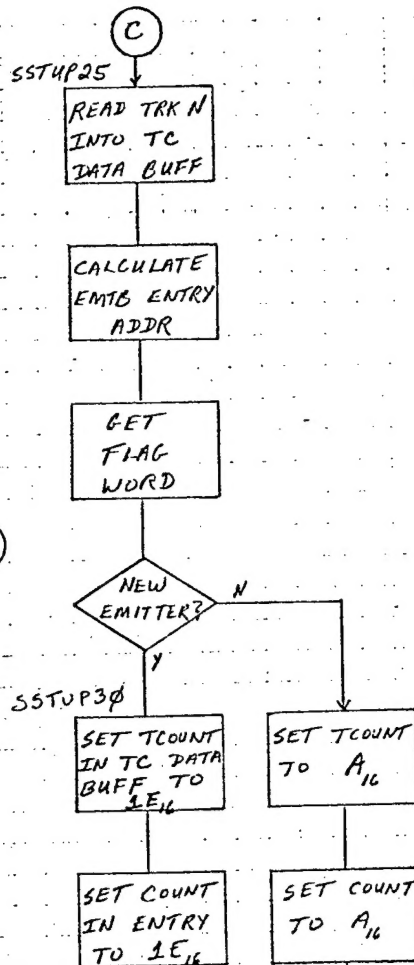 C
SSTUP25
READ TRK N
INTO TC
DATA BUFF
CALCULATE
EMTB ENTRY
ADDR
GET
FLAG
WORD
NEW
EMITTER?
N
Y
SSTUP3Ø
SET TCOUNT
IN TC DATA
BUFF TO
1E₁₆
SET TCOUNT
TO A₁₆
SET COUNT
IN ENTRY
TO 1E₁₆
SET COUNT
TO A₁₆